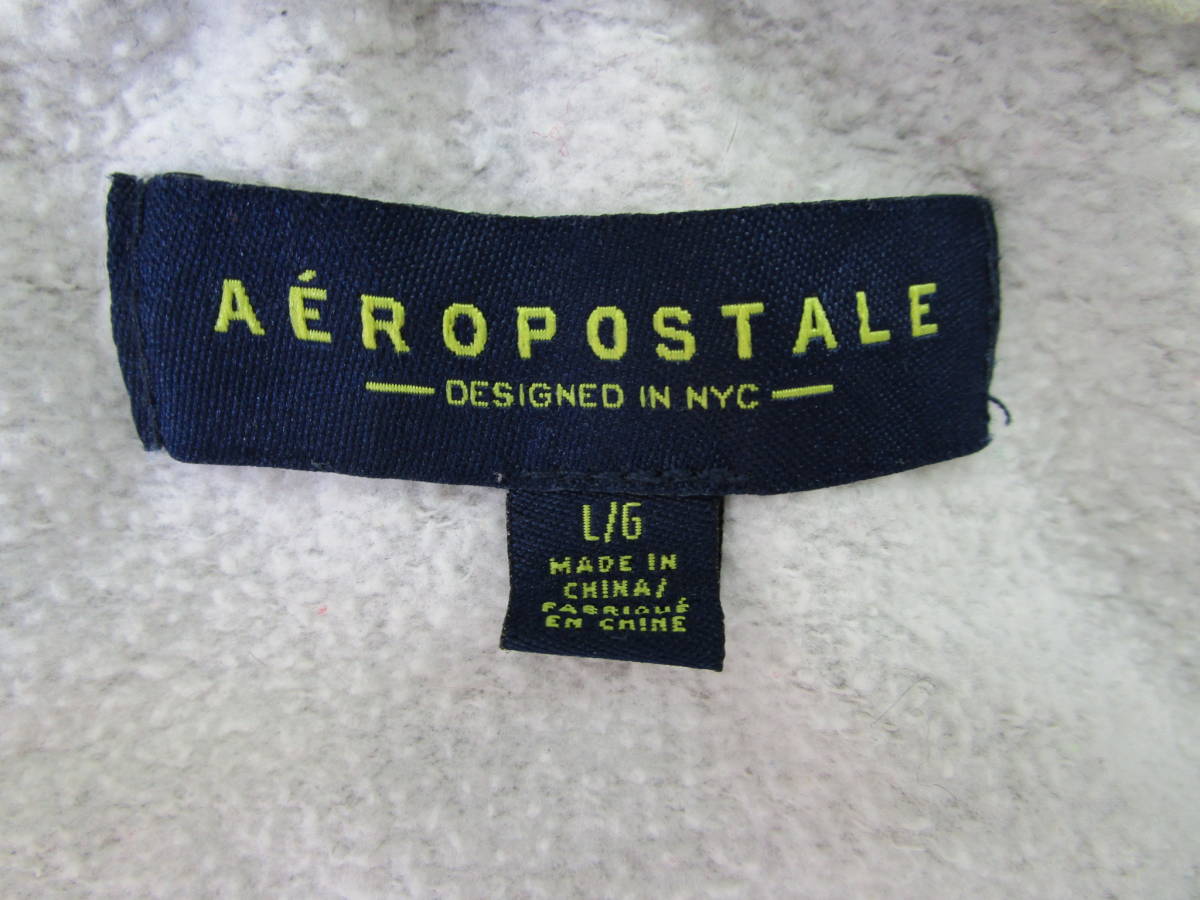 AÉROPOSTALE
DESIGNED IN NYC
L/G
MADE IN
CHINA/
FABRIQUÉ
EN CHINE